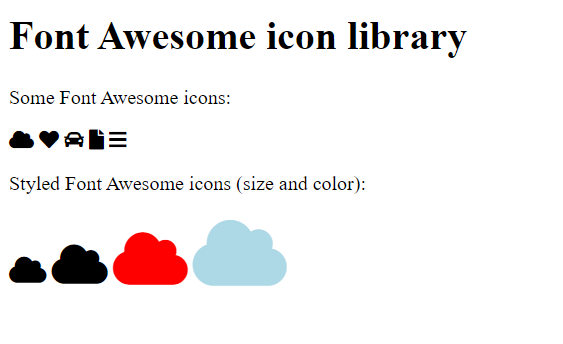 Font Awesome icon library
Some Font Awesome icons:
Styled Font Awesome icons (size and color):